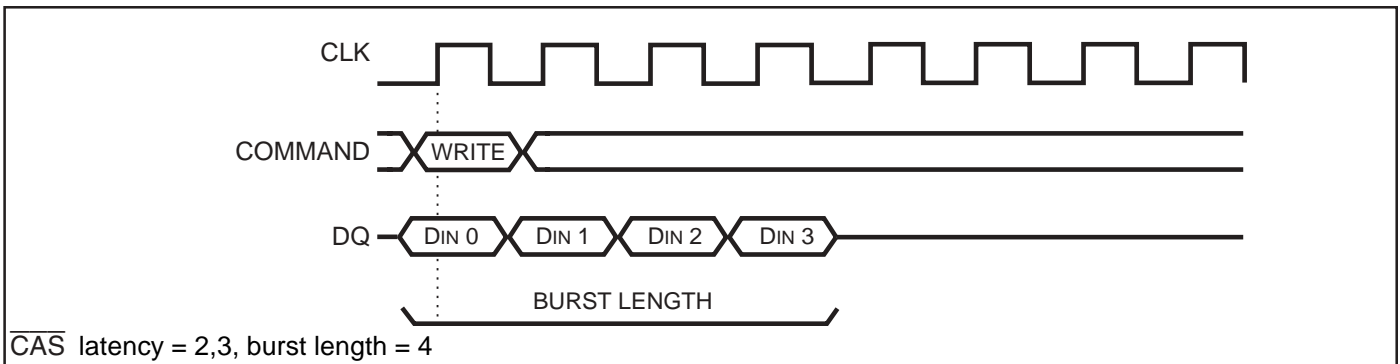 CLK
COMMAND WRITE
DQ DIN 0 DIN 1 DIN 2 DIN 3
BURST LENGTH
CAS latency = 2,3, burst length = 4